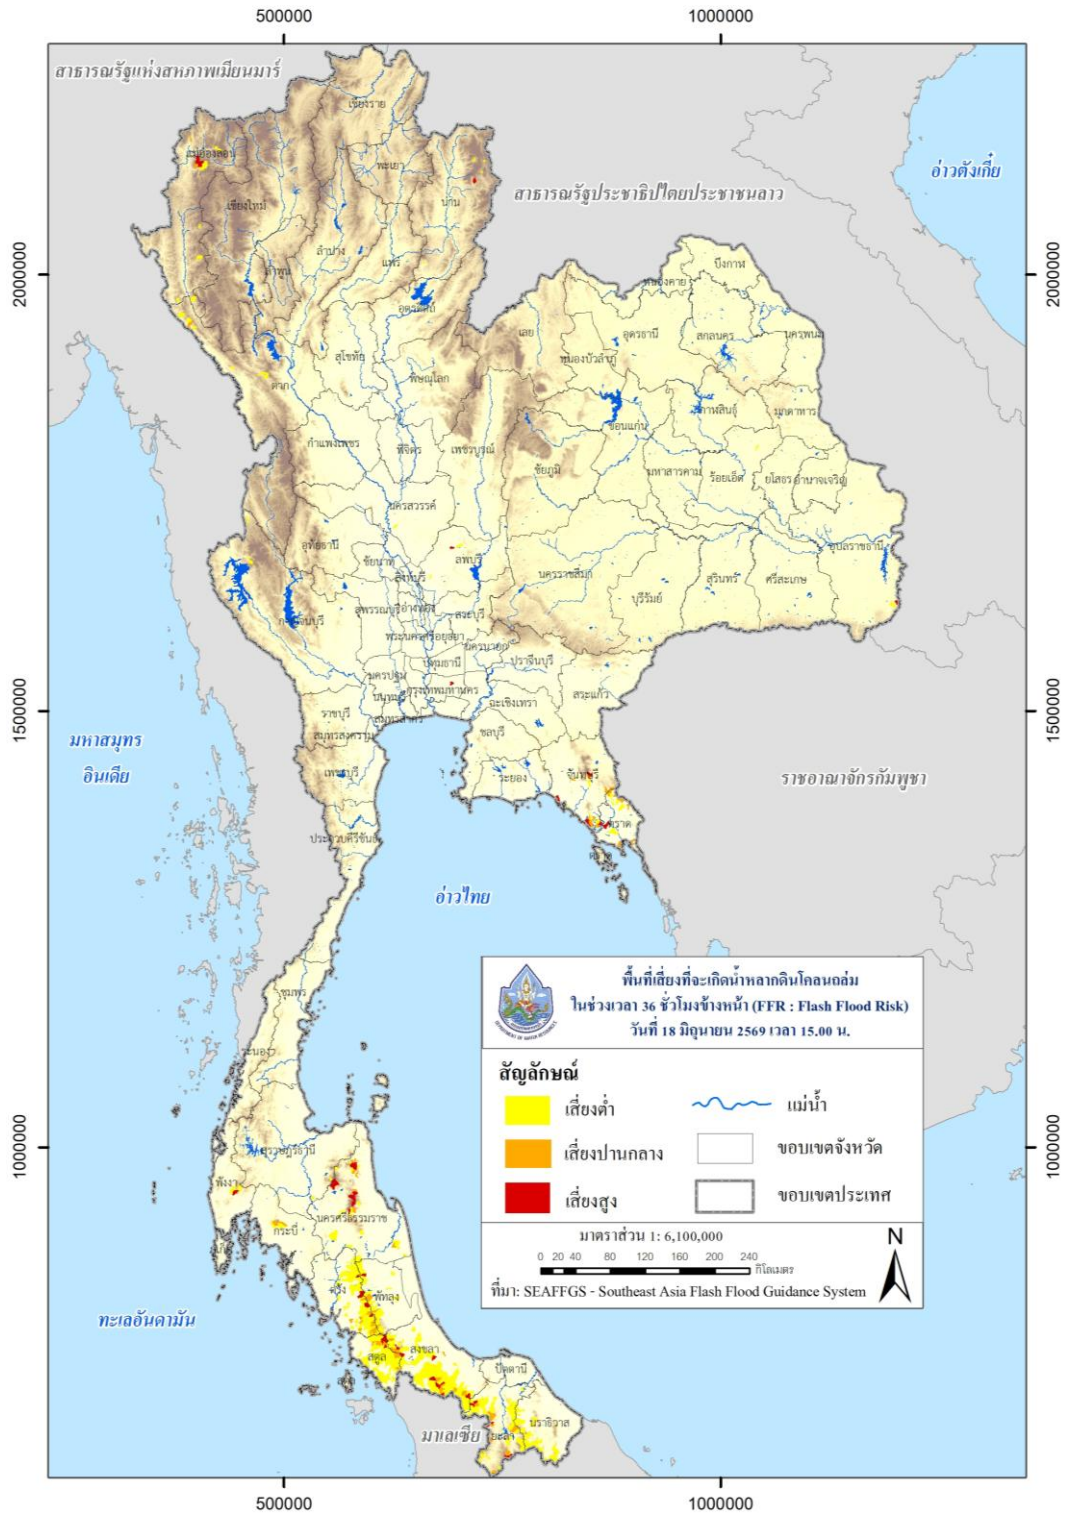 500000
1000000
สาธารณรัฐแห่งสหภาพเมียนมาร์
เชียงราย
แม่ฮ่องสอน
พะเยา
อ่าวตังเกี๋ย
สาธารณรัฐประชาธิปไตยประชาชนลาว
น่าน
เชียงใหม่
ลำปาง
แพร่
ลำพูน
บึงกาฬ
2000000
2000000
หนองคาย
อุตรดิตถ์
เลย
อุดรธานี
สกลนคร
นครพนม
สุโขทัย
หนองบัวลำภู
พิษณุโลก
ตาก
กาฬสินธุ์
มุกดาหาร
ขอนแก่น
กำแพงเพชร
พิจิตร
เพชรบูรณ์
ชัยภูมิ
มหาสารคาม
ร้อยเอ็ด
ยโสธร
อำนาจเจริญ
นครสวรรค์
อุทัยธานี
อุบลราชธานี
ชัยนาท
ลพบุรี
สิงห์บุรี
นครราชสีมา
สุรินทร์
ศรีสะเกษ
บุรีรัมย์
สุพรรณบุรี
อ่างทอง
สระบุรี
กาญจนบุรี
พระนครศรีอยุธยา
นครนายก
ปทุมธานี
ปราจีนบุรี
นครปฐม
กรุงเทพมหานคร
สระแก้ว
นนทบุรี
ฉะเชิงเทรา
ราชบุรี
สมุทรสาคร
1500000
1500000
สมุทรสงคราม
ชลบุรี
มหาสมุทร
อินเดีย
เพชรบุรี
ระยอง
จันทบุรี
ราชอาณาจักรกัมพูชา
ตราด
ประจวบคีรีขันธ์
ตราด
อ่าวไทย
ชุมพร
ระนอง
พื้นที่เสี่ยงที่จะเกิดน้ำหลากดินโคลนถล่ม
ในช่วงเวลา 36 ชั่วโมงข้างหน้า (FFR : Flash Flood Risk)
วันที่ 18 มิถุนายน 2569 เวลา 15.00 น.
DEPARTMENT OF WATER RESOURCES
สัญลักษณ์
เสี่ยงต่ำ
แม่น้ำ
เสี่ยงปานกลาง
ขอบเขตจังหวัด
เสี่ยงสูง
ขอบเขตประเทศ
มาตราส่วน 1: 6,100,000
N
0 20 40 80 120 160 200 240
กิโลเมตร
ที่มา: SEAFFGS - Southeast Asia Flash Flood Guidance System
1000000
1000000
สุราษฎร์ธานี
พังงา
นครศรีธรรมราช
กระบี่
ตรัง
พัทลุง
ทะเลอันดามัน
สตูล
สงขลา
ปัตตานี
มาเลเซีย
ยะลา
นราธิวาส
500000
1000000